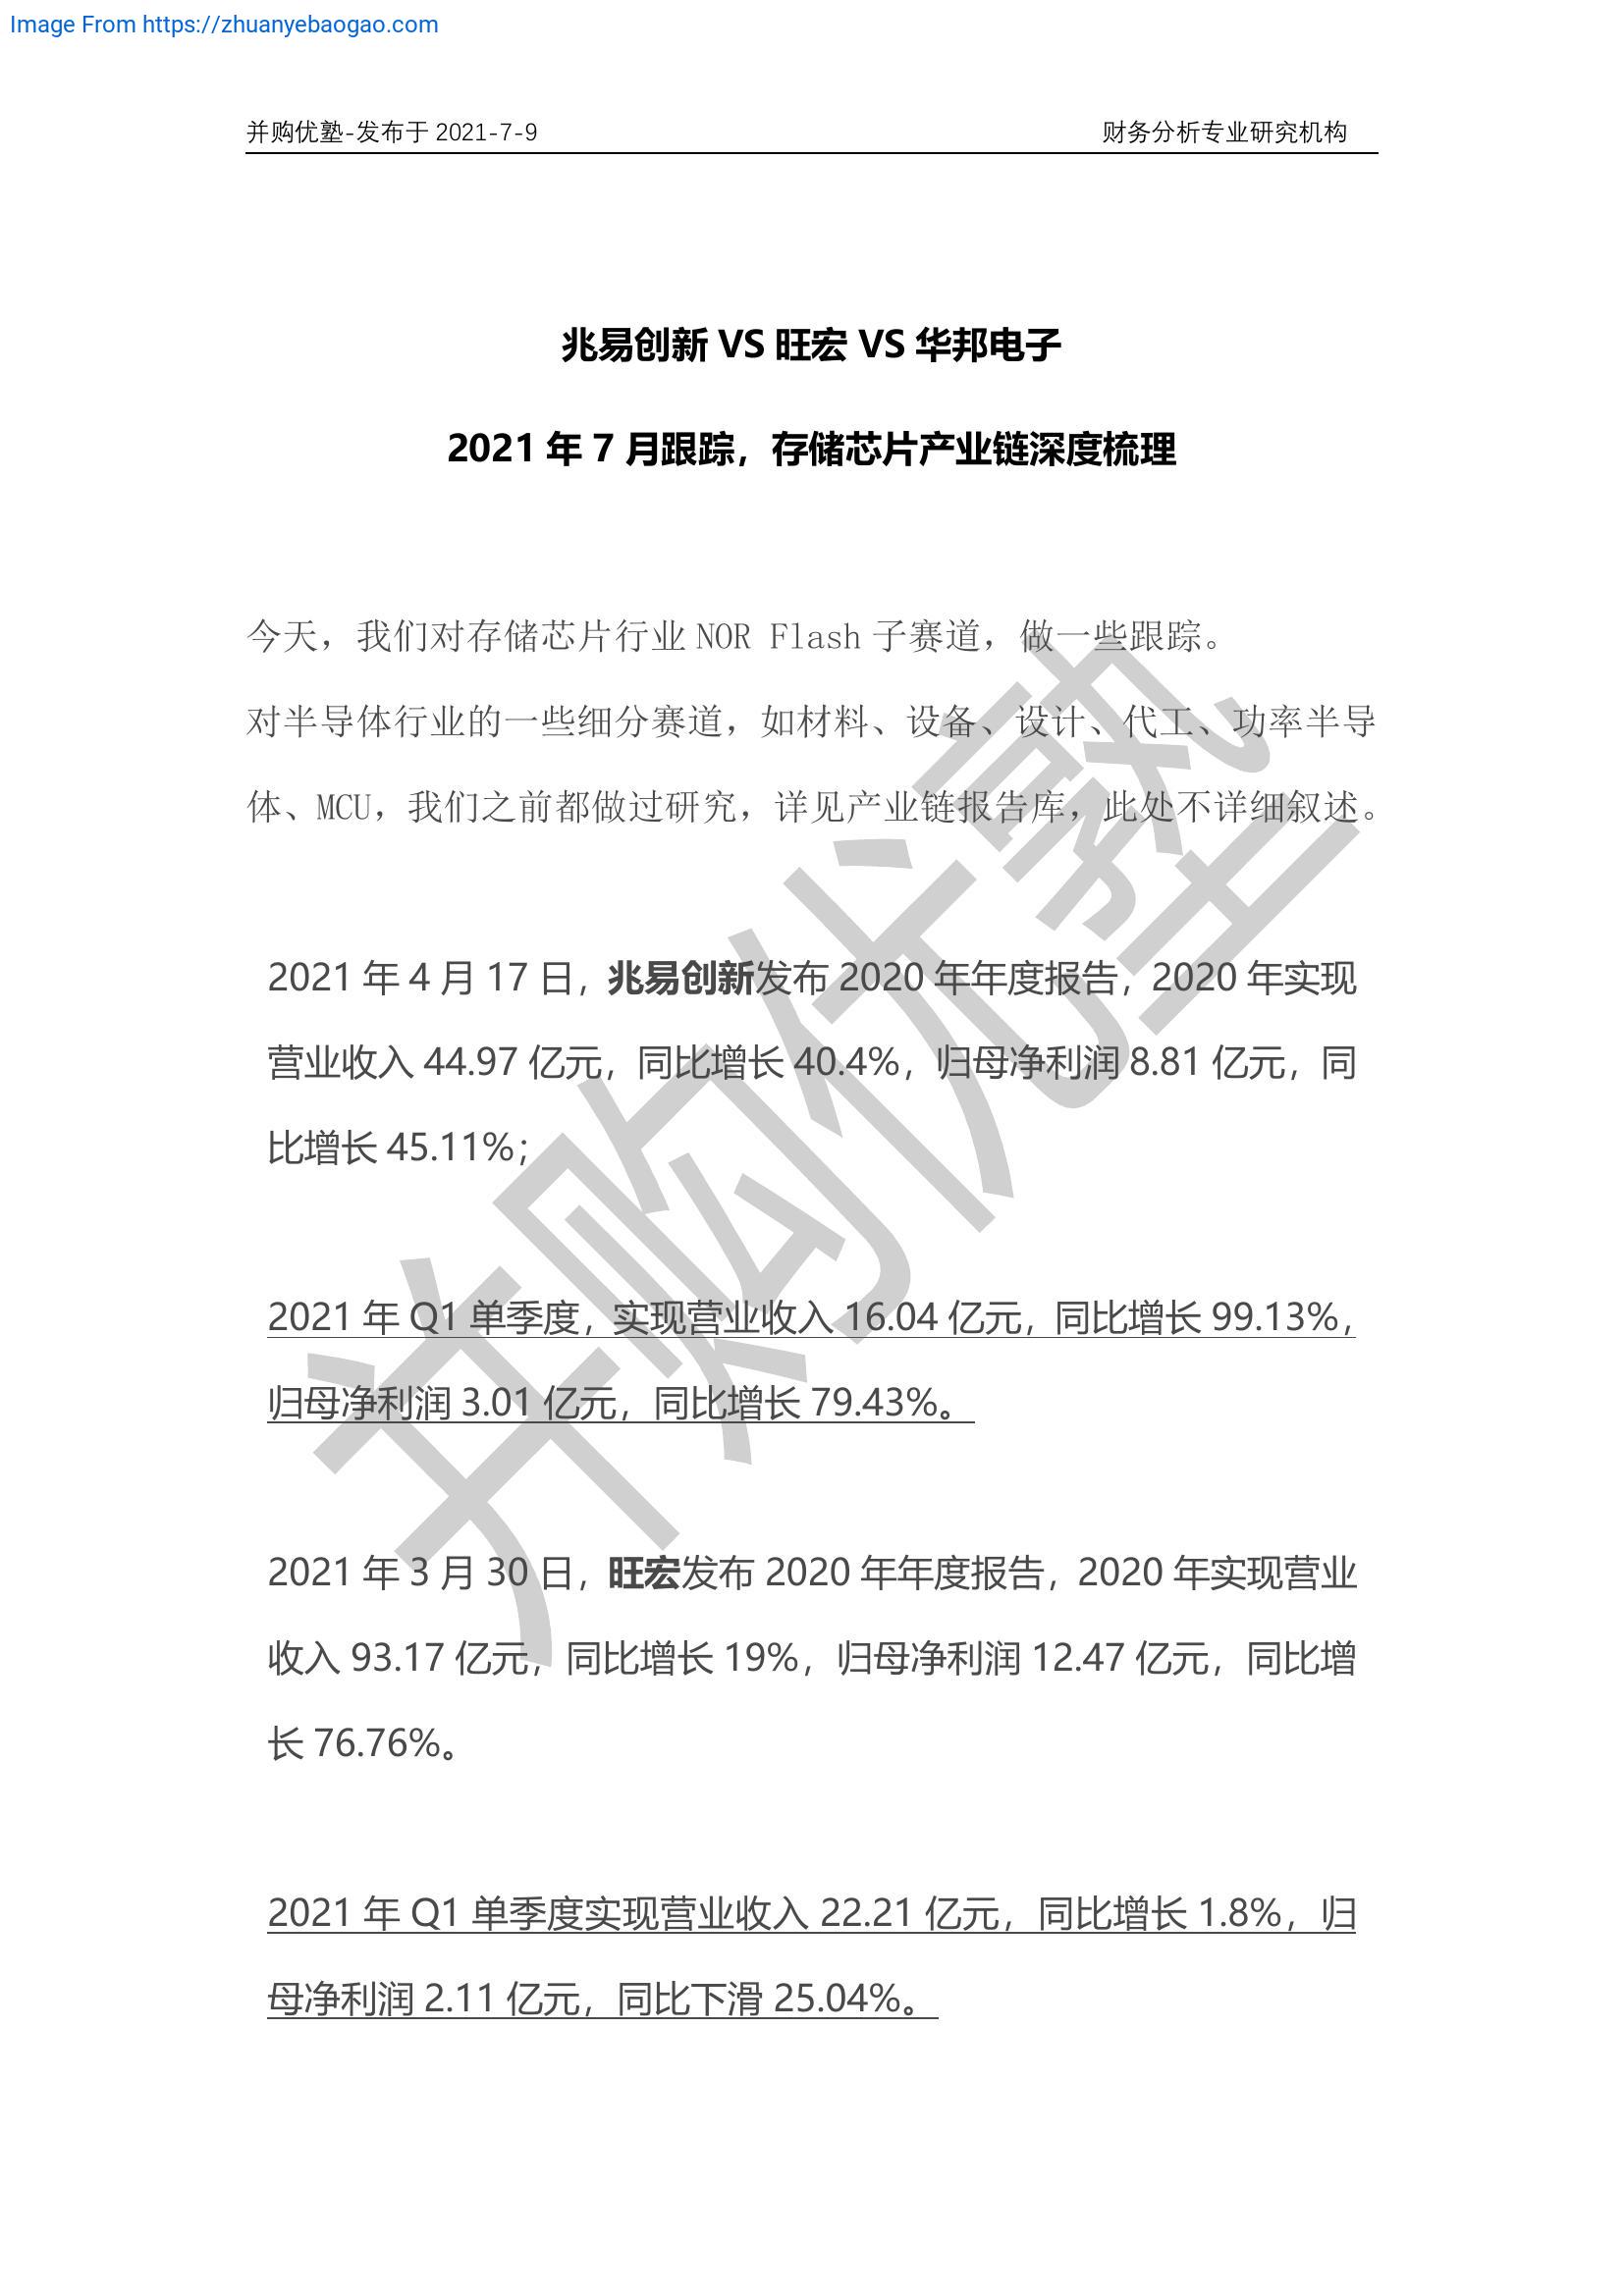 Image From https://zhuanyebaogao.com
并购优塾-发布于 2021-7-9 财务分析专业研究机构
兆易创新 VS 旺宏 VS 华邦电子
2021 年 7 月跟踪，存储芯片产业链深度梳理
今天，我们对存储芯片行业 NOR Flash 子赛道，做一些跟踪。
对半导体行业的一些细分赛道，如材料、设备、设计、代工、功率半导
体、MCU，我们之前都做过研究，详见产业链报告库，此处不详细叙述。
2021 年 4 月 17 日，兆易创新发布 2020 年年度报告，2020 年实现
营业收入 44.97 亿元，同比增长 40.4%，归母净利润 8.81 亿元，同
比增长 45.11%；
2021 年 Q1 单季度，实现营业收入 16.04 亿元，同比增长 99.13%，
归母净利润 3.01 亿元，同比增长 79.43%。
2021 年 3 月 30 日，旺宏发布 2020 年年度报告，2020 年实现营业
收入 93.17 亿元，同比增长 19%，归母净利润 12.47 亿元，同比增
长 76.76%。
2021 年 Q1 单季度实现营业收入 22.21 亿元，同比增长 1.8%，归
母净利润 2.11 亿元，同比下滑 25.04%。
并购优塾